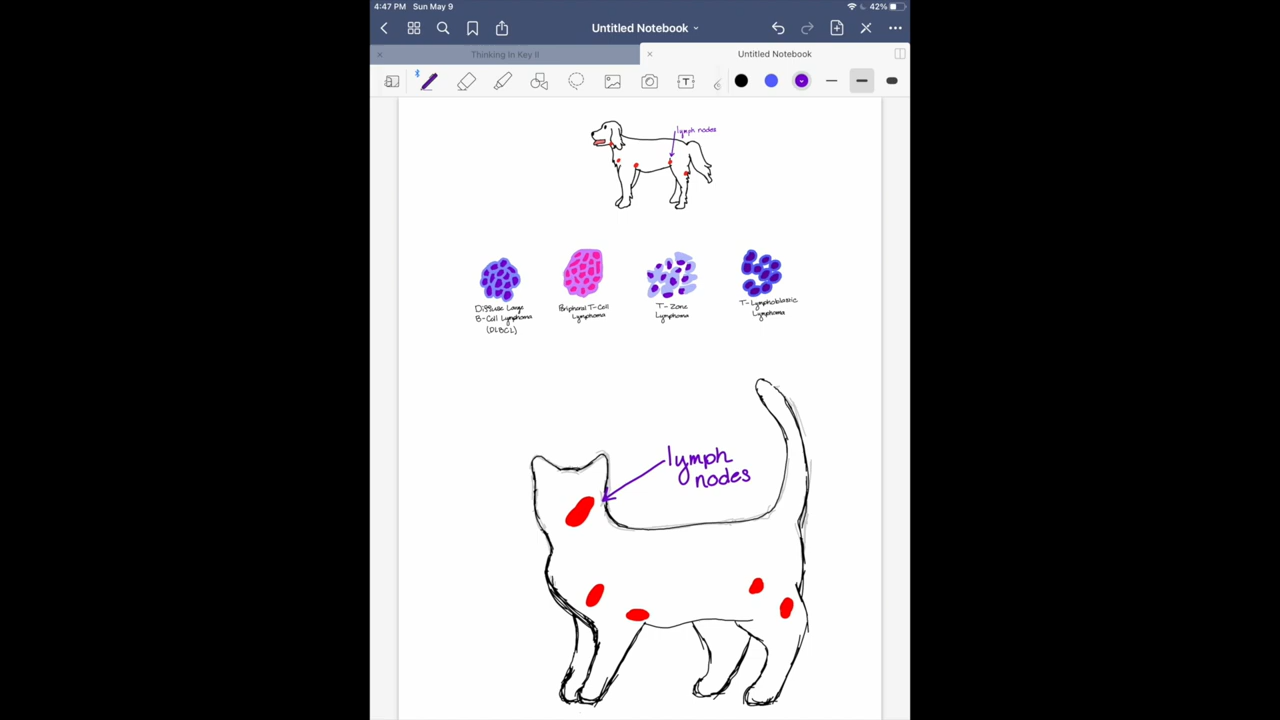 4:47 PM Sun May 9
42%
Untitled Notebook
Thinking In Key II
Untitled Notebook
T
lymph nodes
Diffuse Large
B-Cell Lymphoma
(DLBCL)
Peripheral T-Cell
Lymphoma
T-Zone
Lymphoma
T-Lymphoblastic
Lymphoma
lymph
nodes